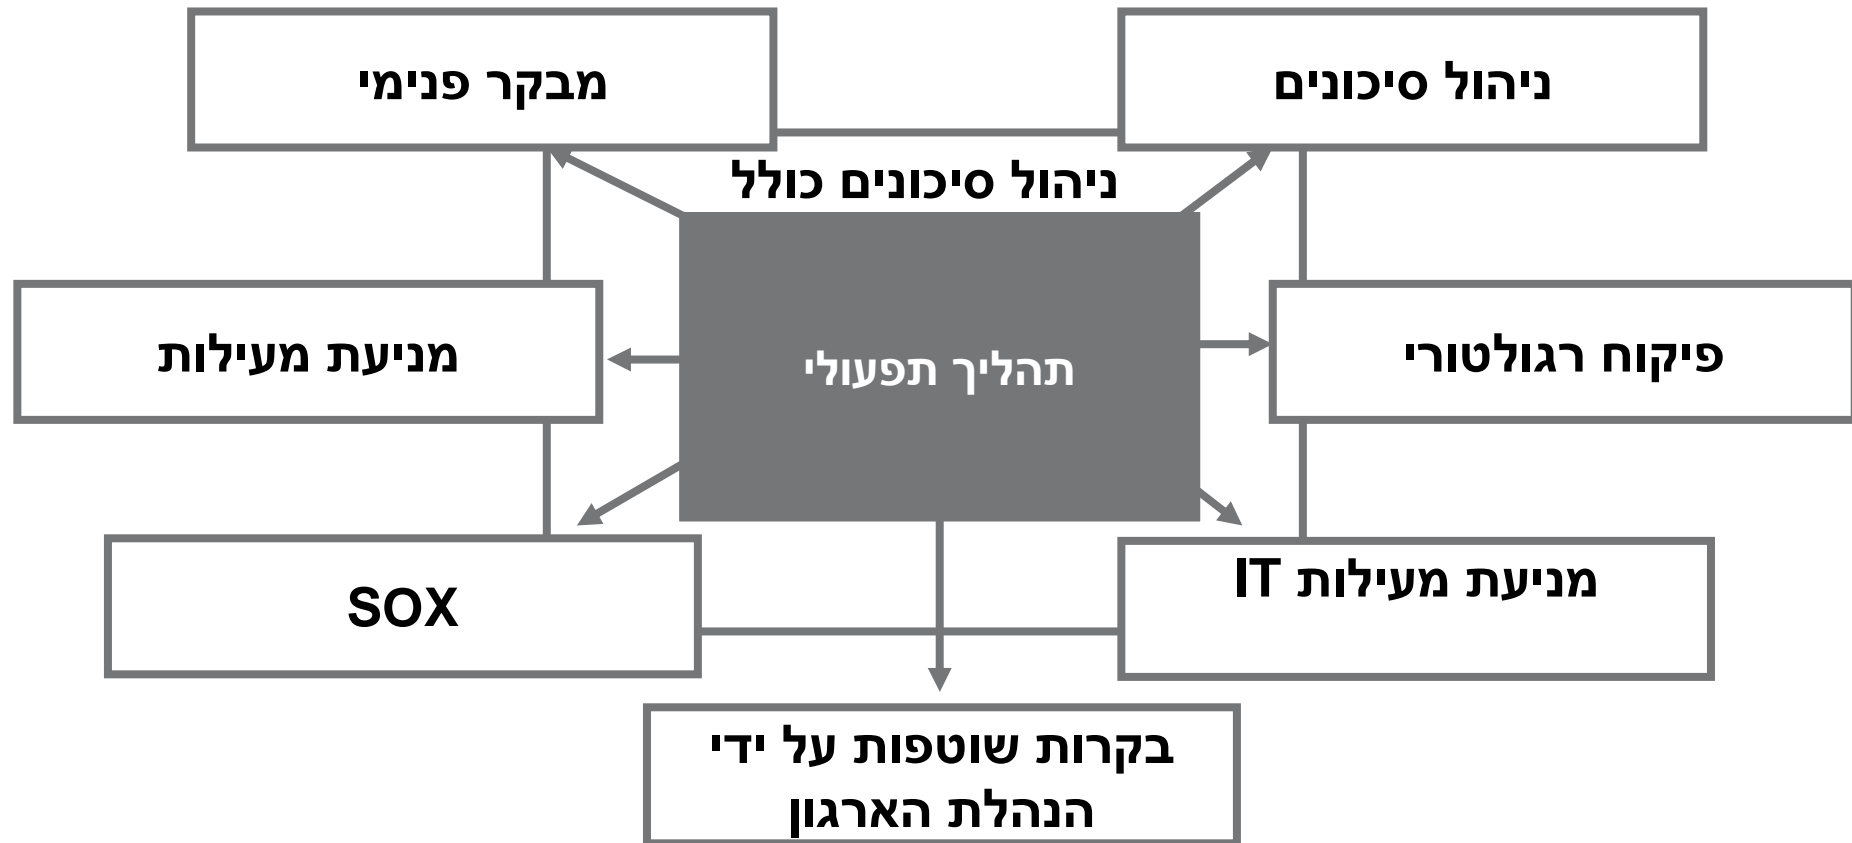 ניהול סיכונים
מבקר פנימי
ניהול סיכונים כולל
פיקוח רגולטורי
תהליך תפעולי
מניעת מעילות
מניעת מעילות IT
SOX
בקרות שוטפות על ידי
הנהלת הארגון